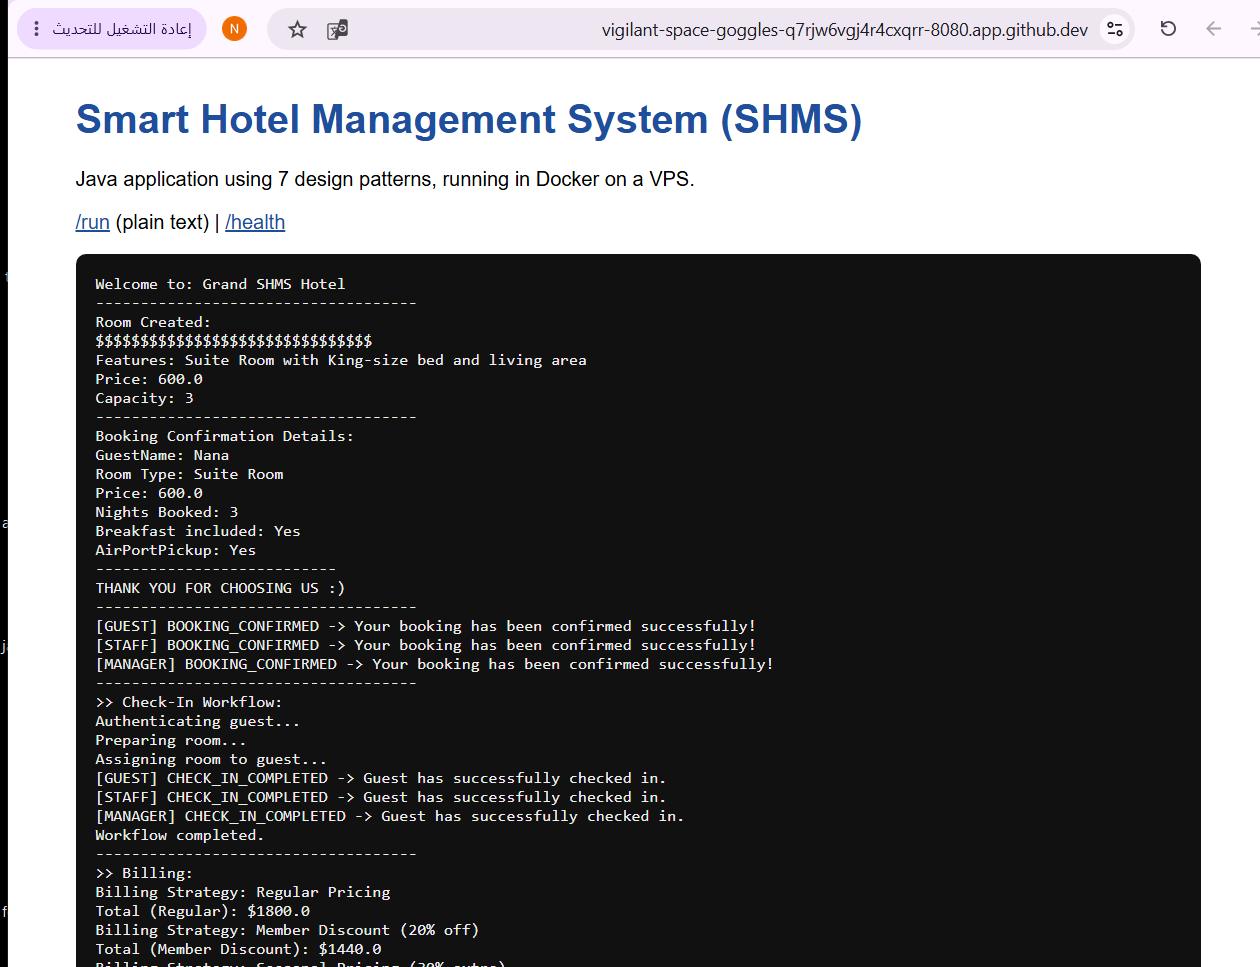 إعادة التشغيل للتحديث
N
vigilant-space-goggles-q7rjw6vgj4r4cxqrr-8080.app.github.dev
Smart Hotel Management System (SHMS)
Java application using 7 design patterns, running in Docker on a VPS.
/run (plain text) | /health
Welcome to: Grand SHMS Hotel
------------------------------------
Room Created:
$$$$$$$$$$$$$$$$$$$$$$$$$$$$$$$
Features: Suite Room with King-size bed and living area
Price: 600.0
Capacity: 3
------------------------------------
Booking Confirmation Details:
GuestName: Nana
Room Type: Suite Room
Price: 600.0
Nights Booked: 3
Breakfast included: Yes
AirPortPickup: Yes
---------------------------
THANK YOU FOR CHOOSING US :)
------------------------------------
[GUEST] BOOKING_CONFIRMED -> Your booking has been confirmed successfully!
[STAFF] BOOKING_CONFIRMED -> Your booking has been confirmed successfully!
[MANAGER] BOOKING_CONFIRMED -> Your booking has been confirmed successfully!
------------------------------------
>> Check-In Workflow:
Authenticating guest...
Preparing room...
Assigning room to guest...
[GUEST] CHECK_IN_COMPLETED -> Guest has successfully checked in.
[STAFF] CHECK_IN_COMPLETED -> Guest has successfully checked in.
[MANAGER] CHECK_IN_COMPLETED -> Guest has successfully checked in.
Workflow completed.
------------------------------------
>> Billing:
Billing Strategy: Regular Pricing
Total (Regular): $1800.0
Billing Strategy: Member Discount (20% off)
Total (Member Discount): $1440.0
Billing Strategy: Seasonal Pricing (30% extra)